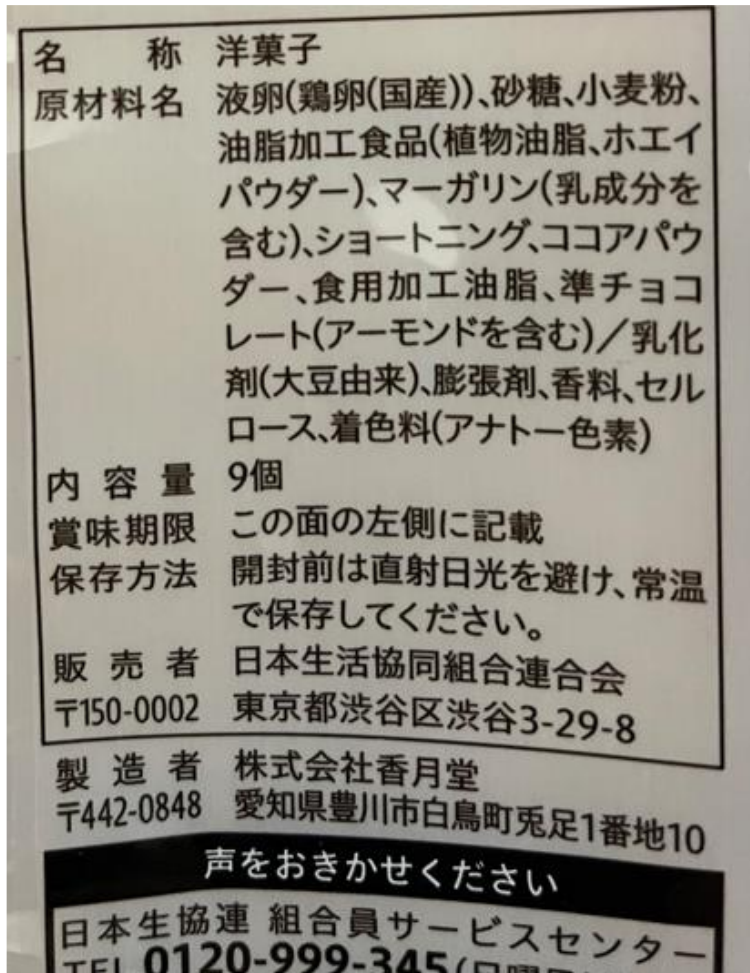 名称 洋菓子
原材料名 液卵(鶏卵(国産))、砂糖、小麦粉、
油脂加工食品(植物油脂、ホエイ
パウダー)、マーガリン(乳成分を
含む)、ショートニング、ココアパウ
ダー、食用加工油脂、準チョコ
レート(アーモンドを含む)／乳化
剤(大豆由来)、膨張剤、香料、セル
ロース、着色料(アナトー色素)
内容量 9個
賞味期限 この面の左側に記載
保存方法 開封前は直射日光を避け、常温
で保存してください。
販売者 日本生活協同組合連合会
〒150-0002 東京都渋谷区渋谷3-29-8
製造者 株式会社香月堂
〒442-0848 愛知県豊川市白鳥町兎足1番地10
声をおきかせください
日本生協連 組合員サービスセンター
TEL 0120-999-345(日曜